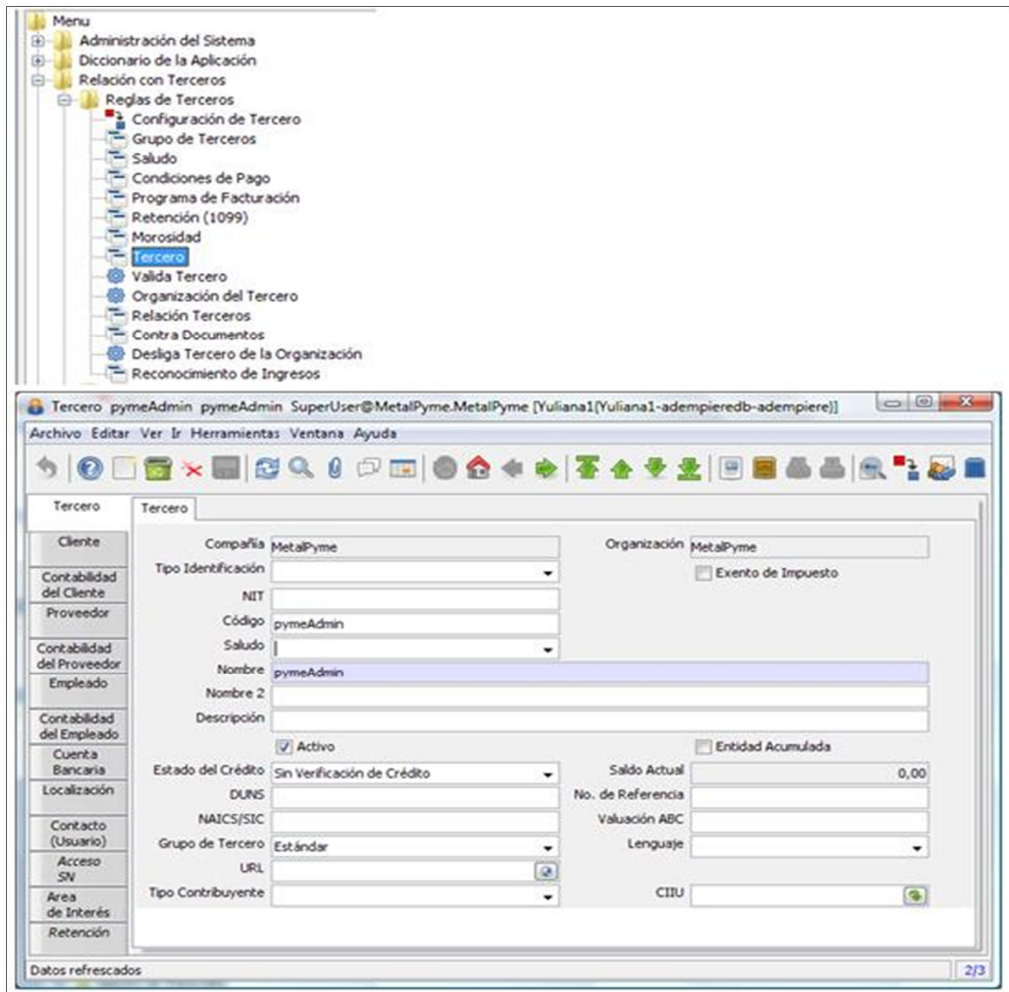 Menu
Administración del Sistema
Diccionario de la Aplicación
Relación con Terceros
Reglas de Terceros
Configuración de Tercero
Grupo de Terceros
Saludo
Condiciones de Pago
Programa de Facturación
Retención (1099)
Morosidad
Tercero
Valida Tercero
Organización del Tercero
Relación Terceros
Contra Documentos
Desliga Tercero de la Organización
Reconocimiento de Ingresos
Tercero pymeAdmin pymeAdmin SuperUser@MetalPyme.MetalPyme [Yuliana1{Yuliana1-adempieredb-adempiere}]
Archivo Editar Ver Ir Herramientas Ventana Ayuda
Tercero
Cliente
Contabilidad
del Cliente
Proveedor
Contabilidad
del Proveedor
Empleado
Contabilidad
del Empleado
Cuenta
Bancaria
Localización
Contacto
(Usuario)
Acceso
SN
Area
de Interés
Retención
Tercero
Compañía MetalPyme Organización MetalPyme
Tipo Identificación Exento de Impuesto
NIT
Código pymeAdmin
Saludo
Nombre pymeAdmin
Nombre 2
Descripción
Activo Entidad Acumulada
Estado del Crédito Sin Verificación de Crédito Saldo Actual 0,00
DUNS No. de Referencia
NAICS/SIC Valuación ABC
Grupo de Tercero Estándar Lenguaje
URL
Tipo Contribuyente CIIU
Datos refrescados 2/3